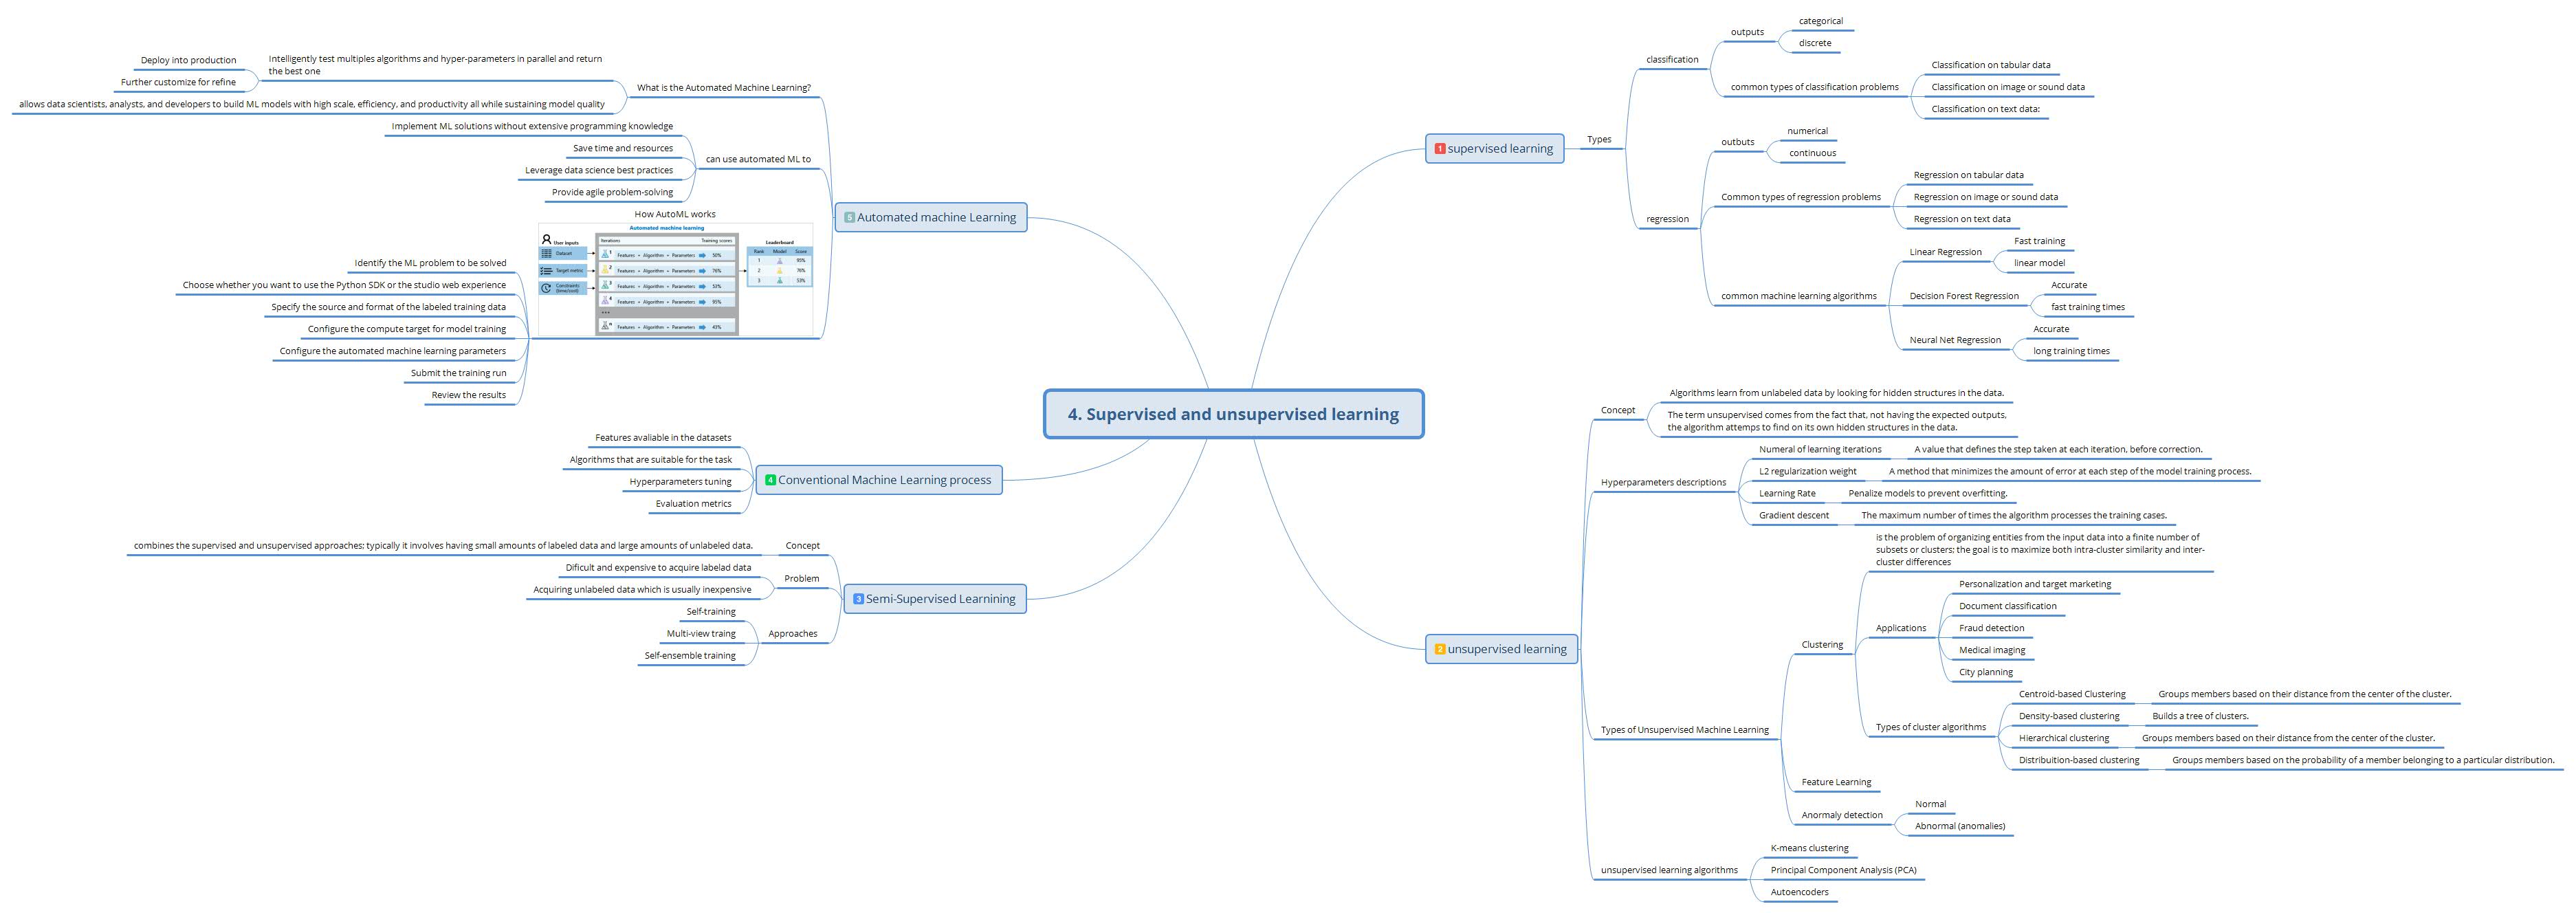 4. Supervised and unsupervised learning
1 supervised learning
Types
classification
outputs
categorical
discrete
common types of classification problems
Classification on tabular data
Classification on image or sound data
Classification on text data:
regression
outbuts
numerical
continuous
Common types of regression problems
Regression on tabular data
Regression on image or sound data
Regression on text data
common machine learning algorithms
Linear Regression
Fast training
linear model
Decision Forest Regression
Accurate
fast training times
Neural Net Regression
Accurate
long training times
2 unsupervised learning
Concept
Algorithms learn from unlabeled data by looking for hidden structures in the data.
The term unsupervised comes from the fact that, not having the expected outputs,
the algorithm attemps to find on its own hidden structures in the data.
Hyperparameters descriptions
Numeral of learning iterations
A value that defines the step taken at each iteration, before correction.
L2 regularization weight
A method that minimizes the amount of error at each step of the model training process.
Learning Rate
Penalize models to prevent overfitting.
Gradient descent
The maximum number of times the algorithm processes the training cases.
Types of Unsupervised Machine Learning
Clustering
is the problem of organizing entities from the input data into a finite number of
subsets or clusters; the goal is to maximize both intra-cluster similarity and inter-
cluster differences
Applications
Personalization and target marketing
Document classification
Fraud detection
Medical imaging
City planning
Types of cluster algorithms
Centroid-based Clustering
Groups members based on their distance from the center of the cluster.
Density-based clustering
Builds a tree of clusters.
Hierarchical clustering
Groups members based on their distance from the center of the cluster.
Distribuition-based clustering
Groups members based on the probability of a member belonging to a particular distribution.
Feature Learning
Anormaly detection
Normal
Abnormal (anomalies)
unsupervised learning algorithms
K-means clustering
Principal Component Analysis (PCA)
Autoencoders
3 Semi-Supervised Learnining
Concept
combines the supervised and unsupervised approaches; typically it involves having small amounts of labeled data and large amounts of unlabeled data.
Problem
Dificult and expensive to acquire labelad data
Acquiring unlabeled data which is usually inexpensive
Approaches
Self-training
Multi-view traing
Self-ensemble training
4 Conventional Machine Learning process
Features avaliable in the datasets
Algorithms that are suitable for the task
Hyperparameters tuning
Evaluation metrics
5 Automated machine Learning
What is the Automated Machine Learning?
Intelligently test multiples algorithms and hyper-parameters in parallel and return
the best one
Deploy into production
Further customize for refine
allows data scientists, analysts, and developers to build ML models with high scale, efficiency, and productivity all while sustaining model quality
can use automated ML to
Implement ML solutions without extensive programming knowledge
Save time and resources
Leverage data science best practices
Provide agile problem-solving
How AutoML works
Automated machine learning
User inputs
Dataset
Target metric
Constraints
(time/cost)
Iterations Training scores
1 Features + Algorithm + Parameters 50%
2 Features + Algorithm + Parameters 76%
3 Features + Algorithm + Parameters 53%
4 Features + Algorithm + Parameters 95%
...
n Features + Algorithm + Parameters 43%
Leaderboard
Rank Model Score
1 95%
2 76%
3 53%
Identify the ML problem to be solved
Choose whether you want to use the Python SDK or the studio web experience
Specify the source and format of the labeled training data
Configure the compute target for model training
Configure the automated machine learning parameters
Submit the training run
Review the results